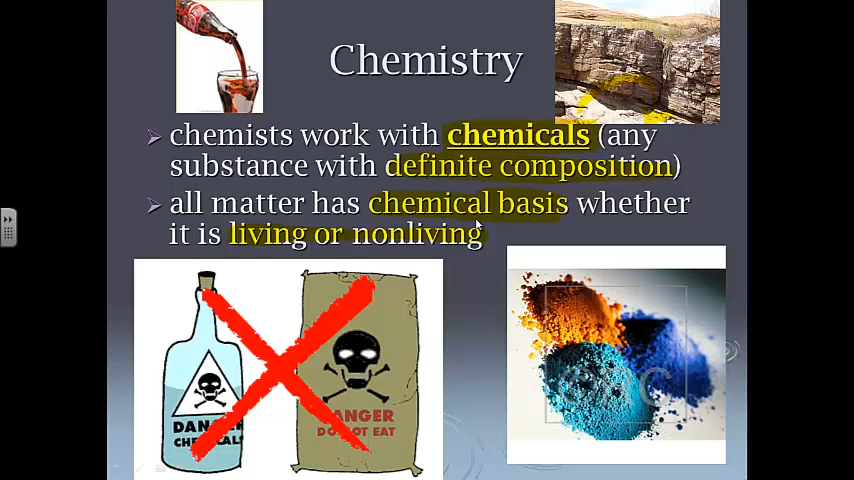 Chemistry
chemists work with chemicals (any
substance with definite composition)
all matter has chemical basis whether
it is living or nonliving
DANGER
CHEMICALS
DANGER
DO NOT EAT